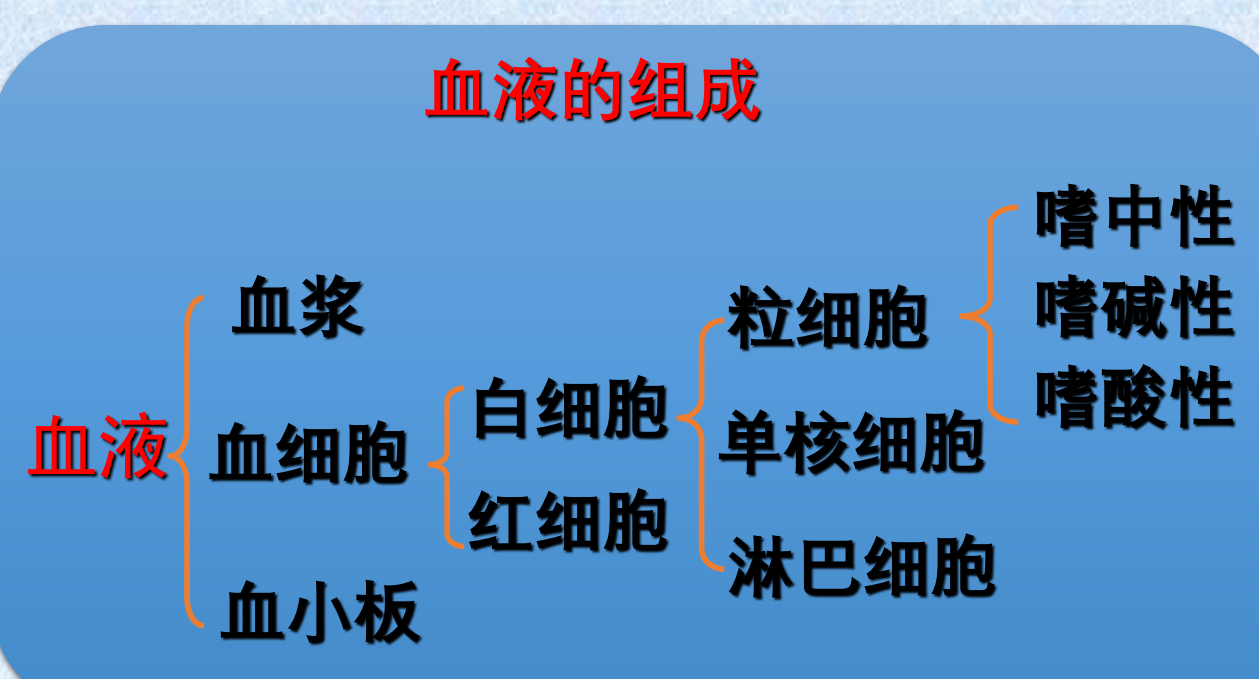 血液的组成
血液
血浆
血细胞
血小板
白细胞
红细胞
粒细胞
单核细胞
淋巴细胞
嗜中性
嗜碱性
嗜酸性